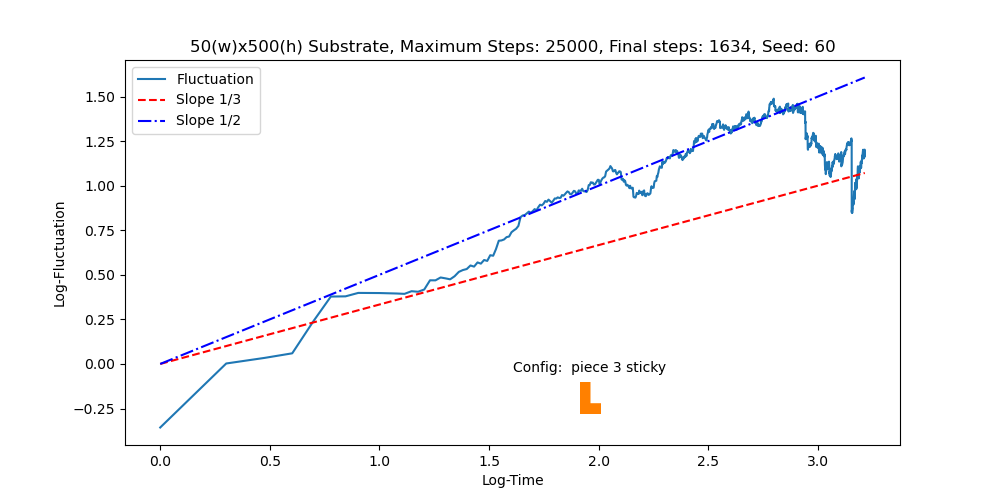 50(w)x500(h) Substrate, Maximum Steps: 25000, Final steps: 1634, Seed: 60
Fluctuation
Slope 1/3
Slope 1/2
1.50
1.25
1.00
0.75
0.50
0.25
0.00
−0.25
Log-Fluctuation
Config:  piece 3 sticky
0.0 0.5 1.0 1.5 2.0 2.5 3.0
Log-Time